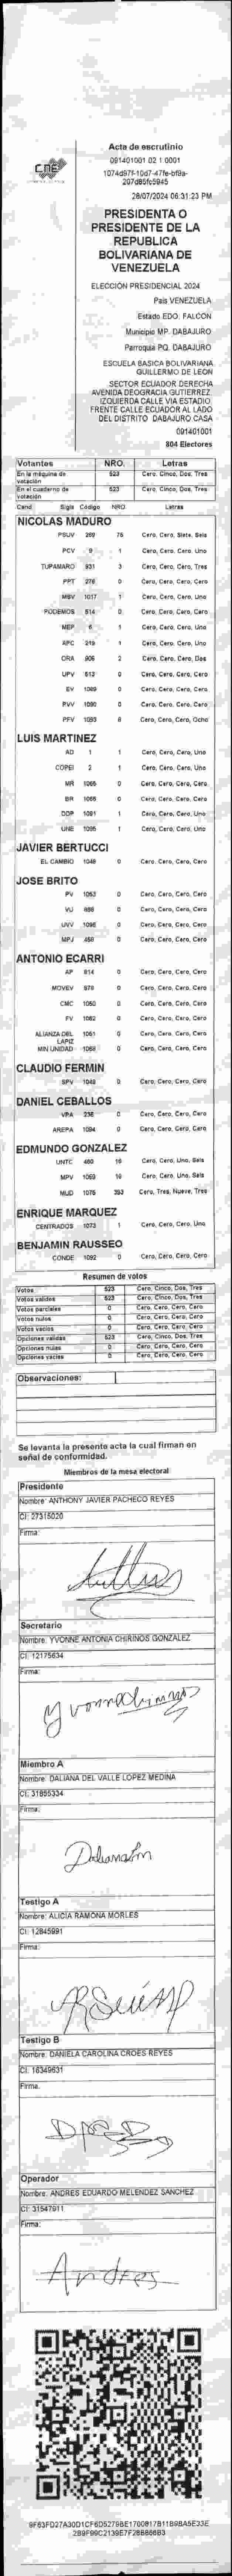 CNE
Acta de escrutinio
091401001 02 1 0001
1074d97f-10d7-47fe-bf9a-
207d85fc5945
28/07/2024 06:31:23 PM
PRESIDENTA O
PRESIDENTE DE LA
REPUBLICA
BOLIVARIANA DE
VENEZUELA
ELECCIÓN PRESIDENCIAL 2024
País VENEZUELA
Estado EDO. FALCON
Municipio MP. DABAJURO
Parroquia PQ. DABAJURO
ESCUELA BASICA BOLIVARIANA
GUILLERMO DE LEON
SECTOR ECUADOR DERECHA
AVENIDA DEOGRACIA GUTIERREZ.
IZQUIERDA CALLE VIA ESTADIO.
FRENTE CALLE ECUADOR AL LADO
DEL DISTRITO DABAJURO CASA
091401001
804 Electores
Votantes NRO. Letras
En la máquina de votación 523 Cero, Cinco, Dos, Tres
En el cuaderno de votación 523 Cero, Cinco, Dos, Tres
Cand Sigla Código NRO Letras
NICOLAS MADURO
PSUV 269 76 Cero, Cero, Siete, Seis
PCV 9 1 Cero, Cero, Cero, Uno
TUPAMARO 931 3 Cero, Cero, Cero, Tres
PPT 276 0 Cero, Cero, Cero, Cero
MSV 1017 1 Cero, Cero, Cero, Uno
PODEMOS 514 0 Cero, Cero, Cero, Cero
MEP 6 1 Cero, Cero, Cero, Uno
APC 219 1 Cero, Cero, Cero, Uno
ORA 906 2 Cero, Cero, Cero, Dos
UPV 512 0 Cero, Cero, Cero, Cero
EV 1089 0 Cero, Cero, Cero, Cero
PVV 1090 0 Cero, Cero, Cero, Cero
PFV 1093 8 Cero, Cero, Cero, Ocho
LUIS MARTINEZ
AD 1 1 Cero, Cero, Cero, Uno
COPEI 2 1 Cero, Cero, Cero, Uno
MR 1065 0 Cero, Cero, Cero, Cero
BR 1066 0 Cero, Cero, Cero, Cero
DDP 1091 1 Cero, Cero, Cero, Uno
UNE 1095 1 Cero, Cero, Cero, Uno
JAVIER BERTUCCI
EL CAMBIO 1048 0 Cero, Cero, Cero, Cero
JOSE BRITO
PV 1053 0 Cero, Cero, Cero, Cero
VU 869 0 Cero, Cero, Cero, Cero
UVV 1096 0 Cero, Cero, Cero, Cero
MPJ 458 0 Cero, Cero, Cero, Cero
ANTONIO ECARRI
AP 914 0 Cero, Cero, Cero, Cero
MOVEV 978 0 Cero, Cero, Cero, Cero
CMC 1050 0 Cero, Cero, Cero, Cero
FV 1082 0 Cero, Cero, Cero, Cero
ALIANZA DEL LAPIZ 1051 0 Cero, Cero, Cero, Cero
MIN UNIDAD 1068 0 Cero, Cero, Cero, Cero
CLAUDIO FERMIN
SPV 1049 0 Cero, Cero, Cero, Cero
DANIEL CEBALLOS
VPA 236 0 Cero, Cero, Cero, Cero
AREPA 1094 0 Cero, Cero, Cero, Cero
EDMUNDO GONZALEZ
UNTC 460 16 Cero, Cero, Uno, Seis
MPV 1069 16 Cero, Cero, Uno, Seis
MUD 1075 393 Cero, Tres, Nueve, Tres
ENRIQUE MARQUEZ
CENTRADOS 1073 1 Cero, Cero, Cero, Uno
BENJAMIN RAUSSEO
CONDE 1092 0 Cero, Cero, Cero, Cero
Resumen de votos
Votos 523 Cero, Cinco, Dos, Tres
Votos válidos 523 Cero, Cinco, Dos, Tres
Votos parciales 0 Cero, Cero, Cero, Cero
Votos nulos 0 Cero, Cero, Cero, Cero
Votos vacíos 0 Cero, Cero, Cero, Cero
Opciones válidas 523 Cero, Cinco, Dos, Tres
Opciones nulas 0 Cero, Cero, Cero, Cero
Opciones vacías 0 Cero, Cero, Cero, Cero
Observaciones:
Se levanta la presente acta la cual firman en
señal de conformidad.
Miembros de la mesa electoral
Presidente
Nombre: ANTHONY JAVIER PACHECO REYES
CI: 27315020
Firma:
Secretario
Nombre: YVONNE ANTONIA CHIRINOS GONZALEZ
CI: 12175634
Firma:
Yvonne Chirinos
Miembro A
Nombre: DALIANA DEL VALLE LOPEZ MEDINA
CI: 31855334
Firma:
Testigo A
Nombre: ALICIA RAMONA MORLES
CI: 12845991
Firma:
Testigo B
Nombre: DANIELA CAROLINA CROES REYES
CI: 16349631
Firma:
Operador
Nombre: ANDRES EDUARDO MELENDEZ SANCHEZ
CI: 31547911
Firma:
Andres